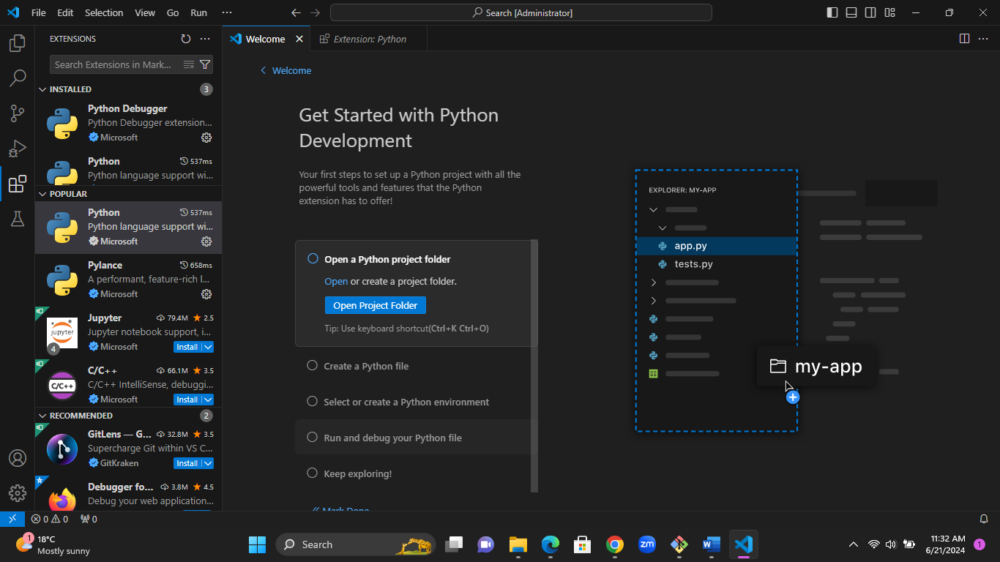 File Edit Selection View Go Run ···
Search [Administrator]
EXTENSIONS
Search Extensions in Mark...
INSTALLED 3
Python Debugger
Python Debugger extension...
Microsoft
Python 537ms
Python language support wi...
POPULAR
Python 537ms
Python language support wi...
Microsoft
Pylance 658ms
A performant, feature-rich l...
Microsoft
Jupyter 79.4M 2.5
Jupyter notebook support, i...
jupyter
4
Microsoft Install
C/C++ 66.1M 3.5
C/C++ IntelliSense, debuggi...
C/C++
Microsoft Install
RECOMMENDED 2
GitLens — G... 32.8M 3.5
Supercharge Git within VS C...
GitKraken Install
Debugger fo... 3.8M 4.5
Debug your web application...
Welcome
Extension: Python
Welcome
Get Started with Python
Development
Your first steps to set up a Python project with all the
powerful tools and features that the Python
extension has to offer!
Open a Python project folder
Open or create a project folder.
Open Project Folder
Tip: Use keyboard shortcut(Ctrl+K Ctrl+O)
Create a Python file
Select or create a Python environment
Run and debug your Python file
Keep exploring!
Mark Done
EXPLORER: MY-APP
app.py
tests.py
my-app
0 0 0
1
18°C
Mostly sunny
Search
zm
W
11:32 AM
6/21/2024
1